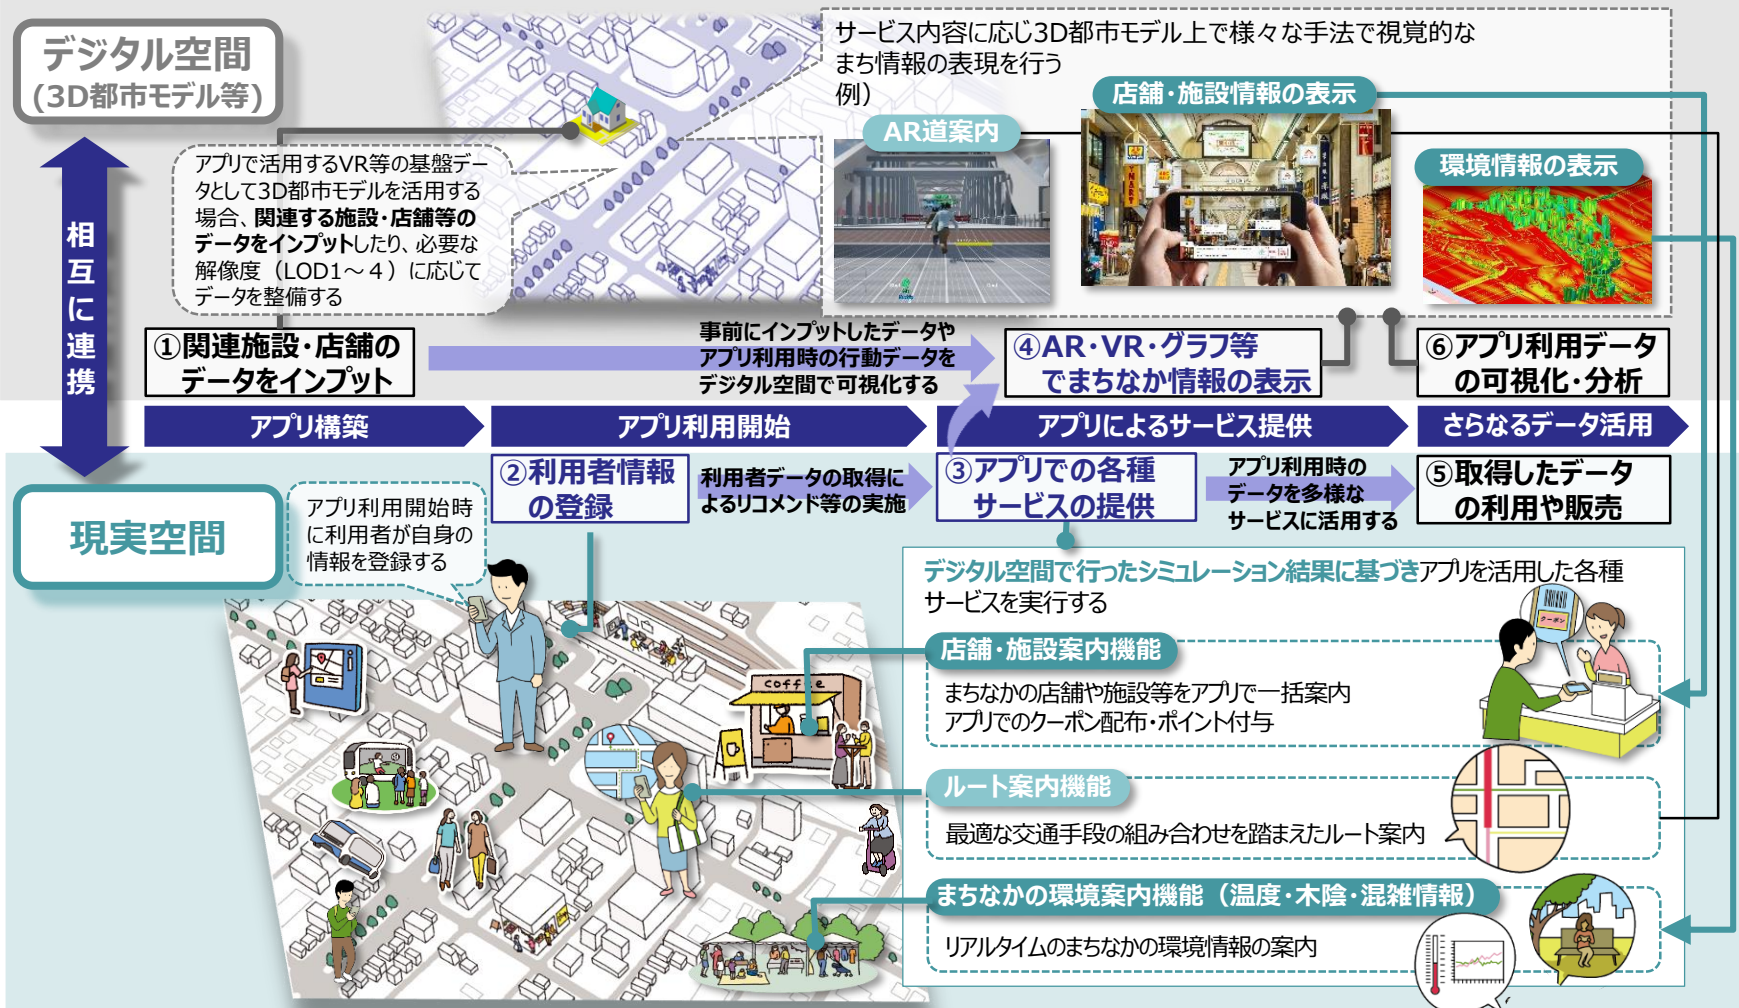 デジタル空間
(3D都市モデル等)
サービス内容に応じ3D都市モデル上で様々な手法で視覚的な
まち情報の表現を行う
例）
AR道案内
店舗・施設情報の表示
環境情報の表示
アプリで活用するVR等の基盤デー
タとして3D都市モデルを活用する
場合、関連する施設・店舗等の
データをインプットしたり、必要な
解像度（LOD1～４）に応じて
データを整備する
相互に連携
①関連施設・店舗の
データをインプット
事前にインプットしたデータや
アプリ利用時の行動データを
デジタル空間で可視化する
④AR・VR・グラフ等
でまちなか情報の表示
⑥アプリ利用データ
の可視化・分析
アプリ構築
アプリ利用開始
アプリによるサービス提供
さらなるデータ活用
現実空間
アプリ利用開始時
に利用者が自身の
情報を登録する
②利用者情報
の登録
利用者データの取得に
よるリコメンド等の実施
③アプリでの各種
サービスの提供
アプリ利用時の
データを多様な
サービスに活用する
⑤取得したデータ
の利用や販売
デジタル空間で行ったシミュレーション結果に基づきアプリを活用した各種
サービスを実行する
クーポン
店舗・施設案内機能
まちなかの店舗や施設等をアプリで一括案内
アプリでのクーポン配布・ポイント付与
coffee
ルート案内機能
最適な交通手段の組み合わせを踏まえたルート案内
まちなかの環境案内機能（温度・木陰・混雑情報）
リアルタイムのまちなかの環境情報の案内